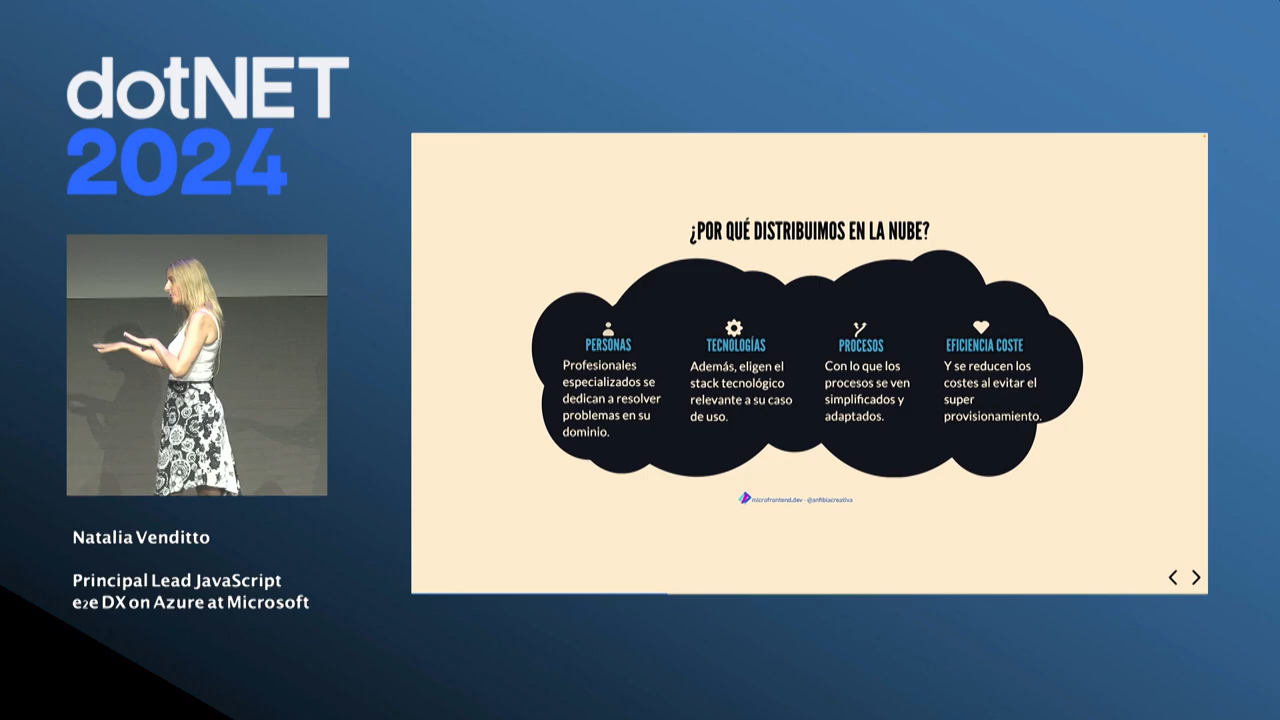 dotNET
2024
¿POR QUÉ DISTRIBUIMOS EN LA NUBE?
PERSONAS
Profesionales
especializados se
dedican a resolver
problemas en su
dominio.
TECNOLOGÍAS
Además, eligen el
stack tecnológico
relevante a su caso
de uso.
PROCESOS
Con lo que los
procesos se ven
simplificados y
adaptados.
EFICIENCIA COSTE
Y se reducen los
costes al evitar el
super
provisionamiento.
microfrontend.dev - @anfibiacreativa
Natalia Venditto
Principal Lead JavaScript
e2e DX on Azure at Microsoft